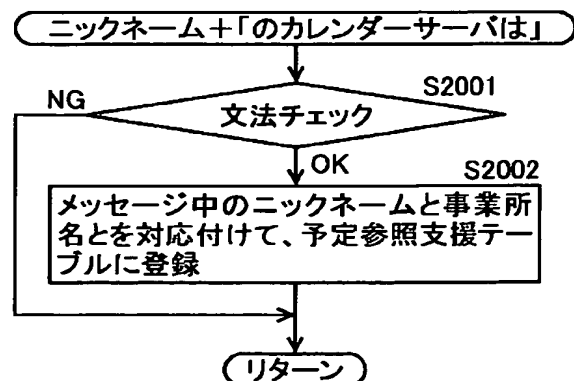 ニックネーム+「のカレンダーサーバは」
S2001
NG
文法チェック
OK
S2002
メッセージ中のニックネームと事業所
名とを対応付けて、予定参照支援テー
ブルに登録
リターン